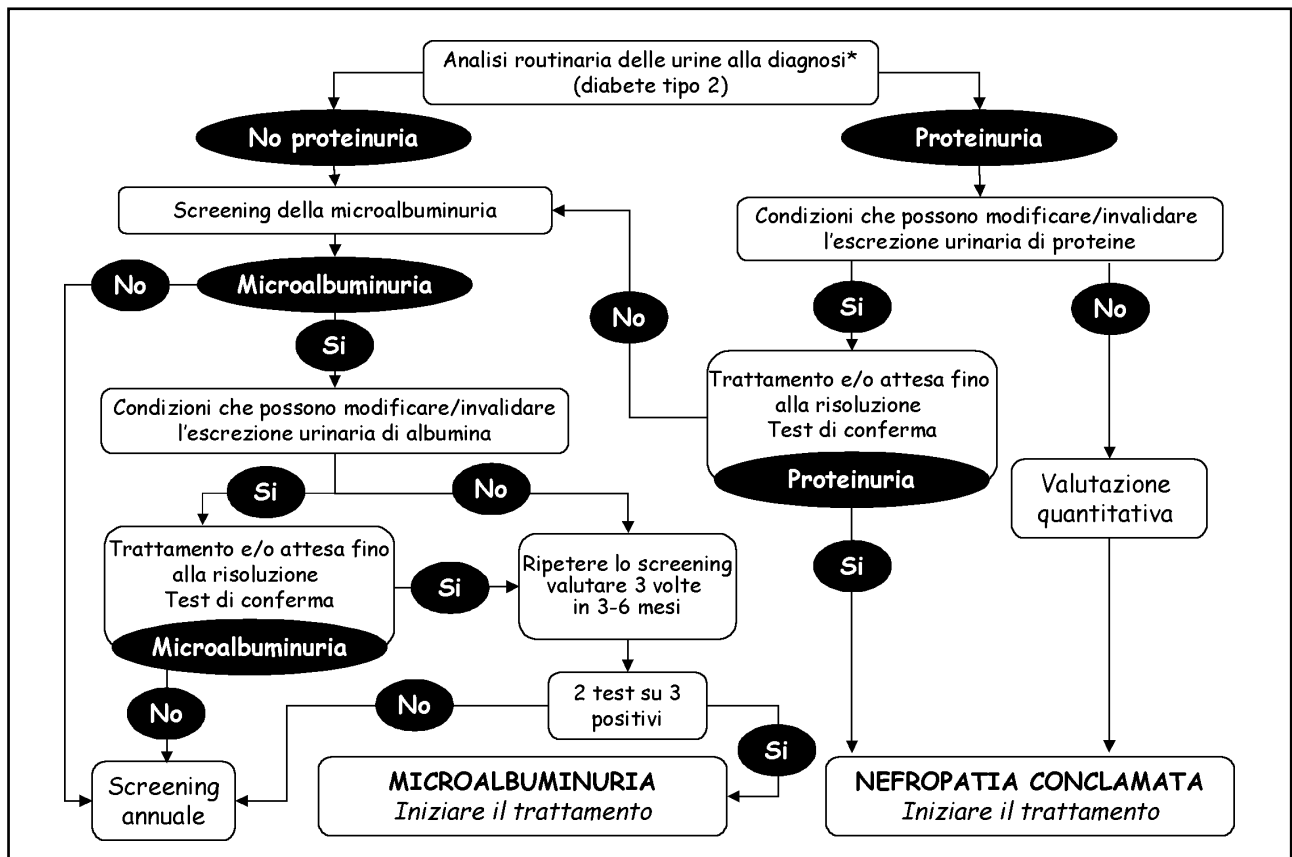 Analisi routinaria delle urine alla diagnosi*
(diabete tipo 2)
No proteinuria
Proteinuria
Screening della microalbuminuria
Condizioni che possono modificare/invalidare
l'escrezione urinaria di proteine
No
Microalbuminuria
Si
No
Si
No
Condizioni che possono modificare/invalidare
l'escrezione urinaria di albumina
Trattamento e/o attesa fino
alla risoluzione
Test di conferma
Proteinuria
Valutazione
quantitativa
Si
No
Trattamento e/o attesa fino
alla risoluzione
Test di conferma
Microalbuminuria
Si
Ripetere lo screening
valutare 3 volte
in 3-6 mesi
Si
No
No
2 test su 3
positivi
Si
Screening
annuale
MICROALBUMINURIA
Iniziare il trattamento
NEFROPATIA CONCLAMATA
Iniziare il trattamento